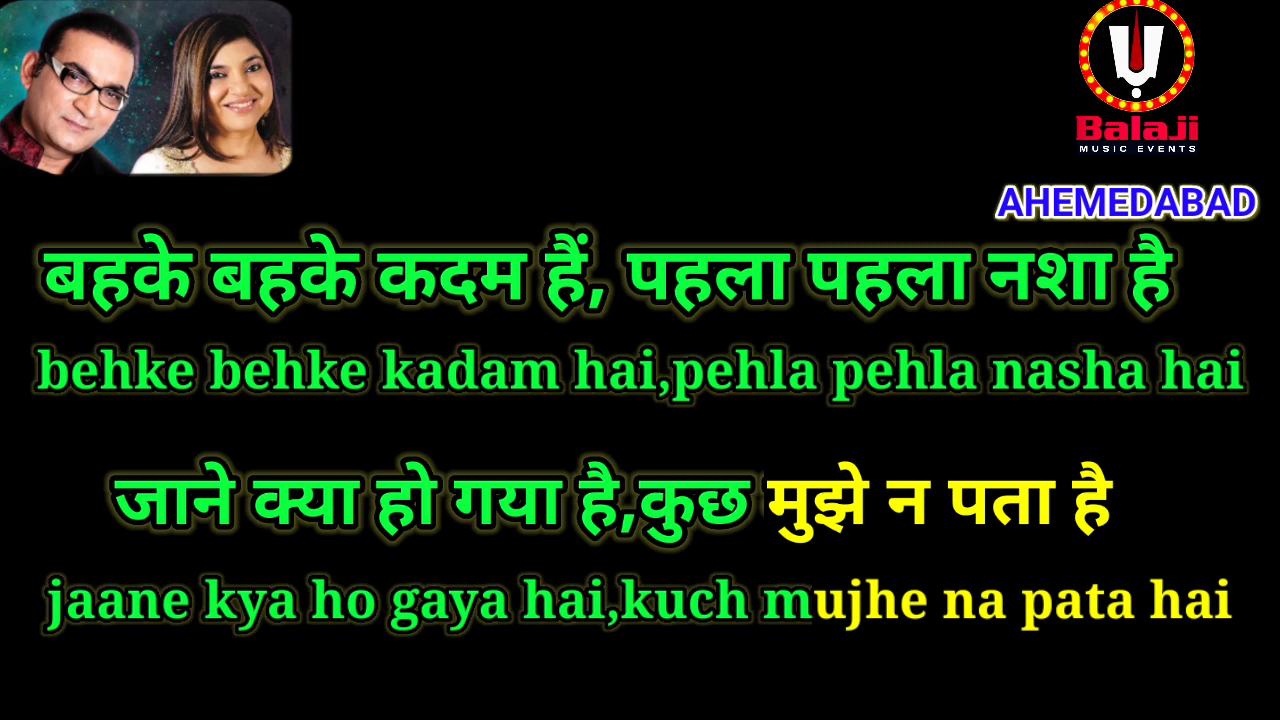 Balaji
MUSIC EVENTS
AHEMEDABAD
बहके बहके कदम हैं, पहला पहला नशा है
behke behke kadam hai,pehla pehla nasha hai
जाने क्या हो गया है,कुछ मुझे न पता है
jaane kya ho gaya hai,kuch mujhe na pata hai